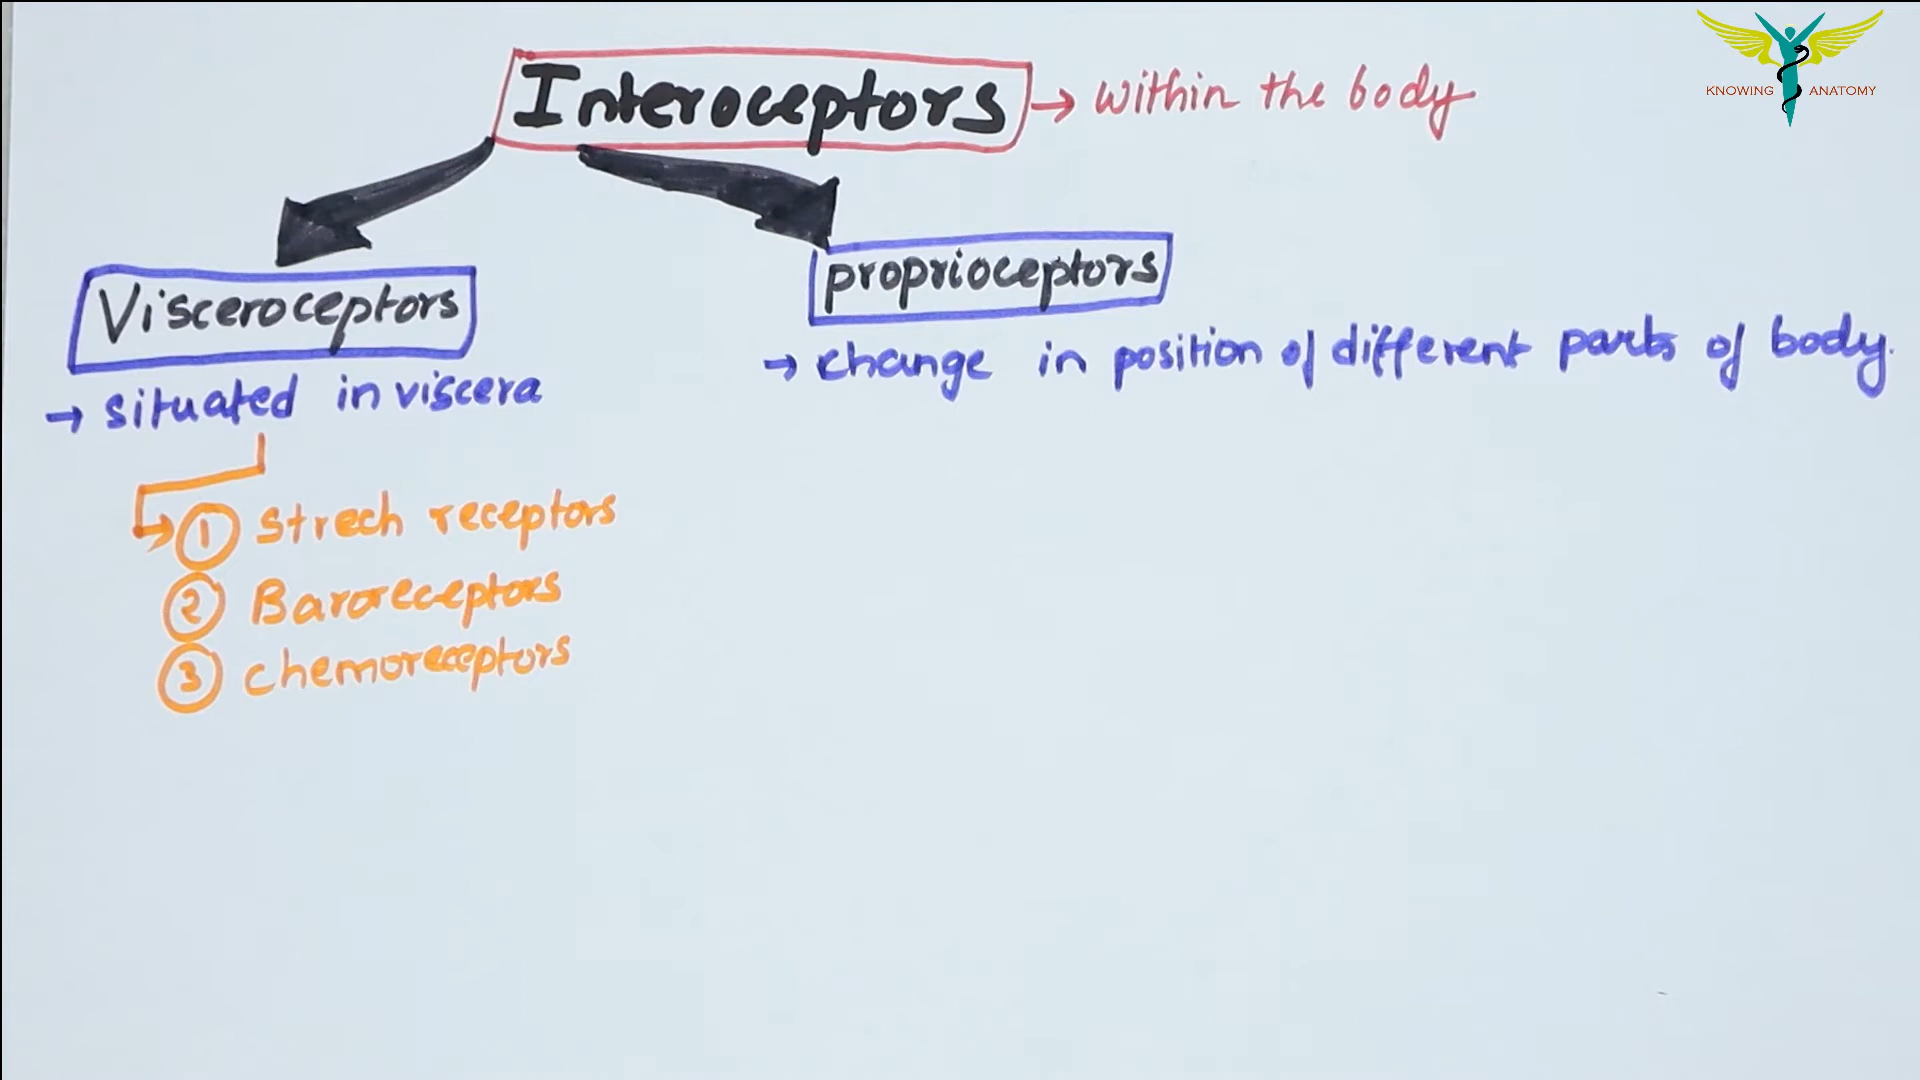 KNOWING ANATOMY
Interoceptors → within the body
Visceroceptors
proprioceptors
→ situated in viscera
→ change in position of different parts of body.
① Strech receptors
② Baroreceptors
③ chemoreceptors